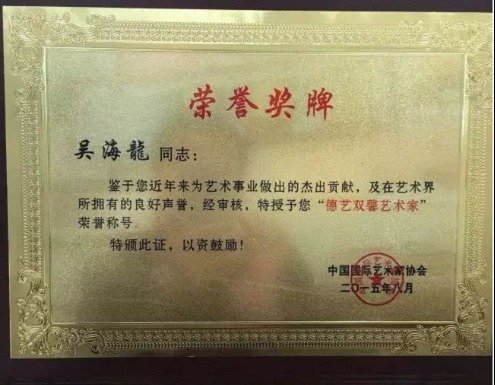 荣誉奖牌
吴海龍 同志：
鉴于您近年来为艺术事业做出的杰出贡献，及在艺术界
所拥有的良好声誉，经审核，特授予您“德艺双馨艺术家”
荣誉称号。
特颁此证，以资鼓励！
中国国际艺术家协会
二〇一五年八月